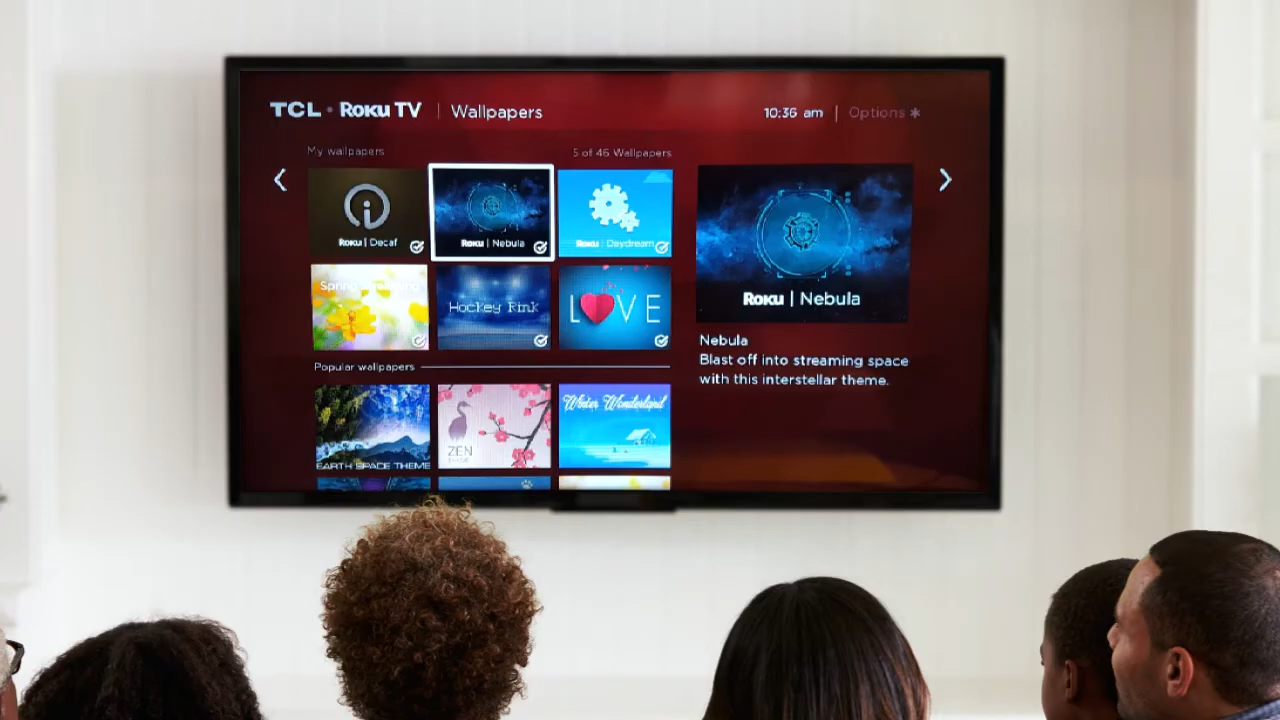 TCL • Roku TV | Wallpapers
10:36 am | Options *
My wallpapers
5 of 46 Wallpapers
Roku | Decaf
Roku | Nebula
Roku | Daydream
Spring
Hockey Rink
LOVE
Roku | Nebula
Nebula
Blast off into streaming space
with this interstellar theme.
Popular wallpapers
EARTH SPACE THEME
ZEN
Winter Wonderland